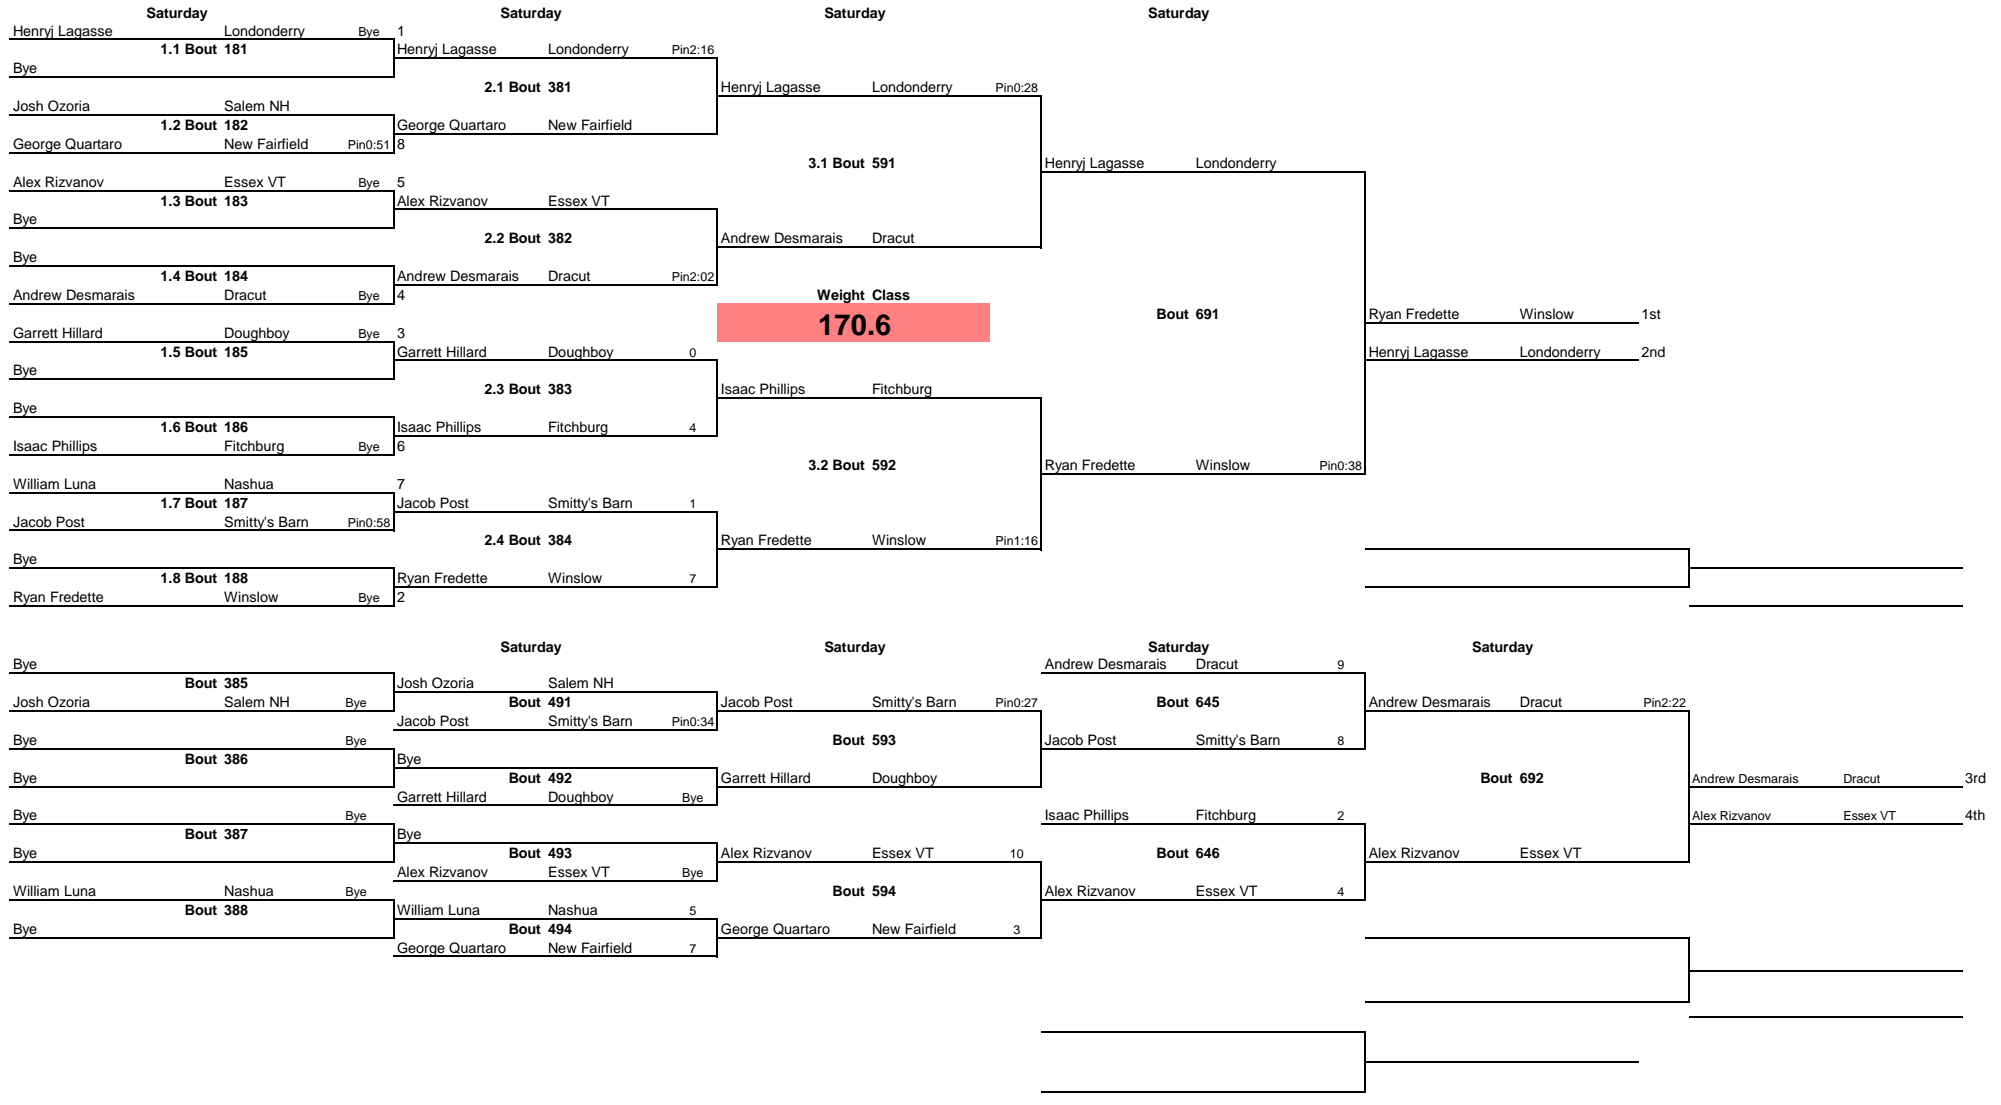 Saturday Saturday Saturday Saturday
Henryj Lagasse Londonderry Bye 1
1.1 Bout 181 Henryj Lagasse Londonderry Pin2:16
Bye
2.1 Bout 381 Henryj Lagasse Londonderry Pin0:28
Josh Ozoria Salem NH
1.2 Bout 182 George Quartaro New Fairfield
George Quartaro New Fairfield Pin0:51 8
3.1 Bout 591 Henryj Lagasse Londonderry
Alex Rizvanov Essex VT Bye 5
1.3 Bout 183 Alex Rizvanov Essex VT
Bye
2.2 Bout 382 Andrew Desmarais Dracut
Bye
1.4 Bout 184 Andrew Desmarais Dracut Pin2:02
Andrew Desmarais Dracut Bye 4 Weight Class
170.6 Bout 691 Ryan Fredette Winslow 1st
Garrett Hillard Doughboy Bye 3
1.5 Bout 185 Garrett Hillard Doughboy 0 Henryj Lagasse Londonderry 2nd
Bye
2.3 Bout 383 Isaac Phillips Fitchburg
Bye
1.6 Bout 186 Isaac Phillips Fitchburg 4
Isaac Phillips Fitchburg Bye 6
3.2 Bout 592 Ryan Fredette Winslow Pin0:38
William Luna Nashua 7
1.7 Bout 187 Jacob Post Smitty's Barn 1
Jacob Post Smitty's Barn Pin0:58
2.4 Bout 384 Ryan Fredette Winslow Pin1:16
Bye
1.8 Bout 188 Ryan Fredette Winslow 7
Ryan Fredette Winslow Bye 2
Saturday Saturday Saturday Saturday
Bye Andrew Desmarais Dracut 9
Bout 385 Josh Ozoria Salem NH
Josh Ozoria Salem NH Bye Bout 491 Jacob Post Smitty's Barn Pin0:27 Bout 645 Andrew Desmarais Dracut Pin2:22
Jacob Post Smitty's Barn Pin0:34
Bye Bye Bout 593 Jacob Post Smitty's Barn 8
Bout 386 Bye
Bye Bout 492 Garrett Hillard Doughboy Bout 692 Andrew Desmarais Dracut 3rd
Garrett Hillard Doughboy Bye
Bye Bye Isaac Phillips Fitchburg 2 Alex Rizvanov Essex VT 4th
Bout 387 Bye
Bye Bout 493 Alex Rizvanov Essex VT 10 Bout 646 Alex Rizvanov Essex VT
Alex Rizvanov Essex VT Bye
William Luna Nashua Bye Bout 594 Alex Rizvanov Essex VT 4
Bout 388 William Luna Nashua 5
Bye Bout 494 George Quartaro New Fairfield 3
George Quartaro New Fairfield 7